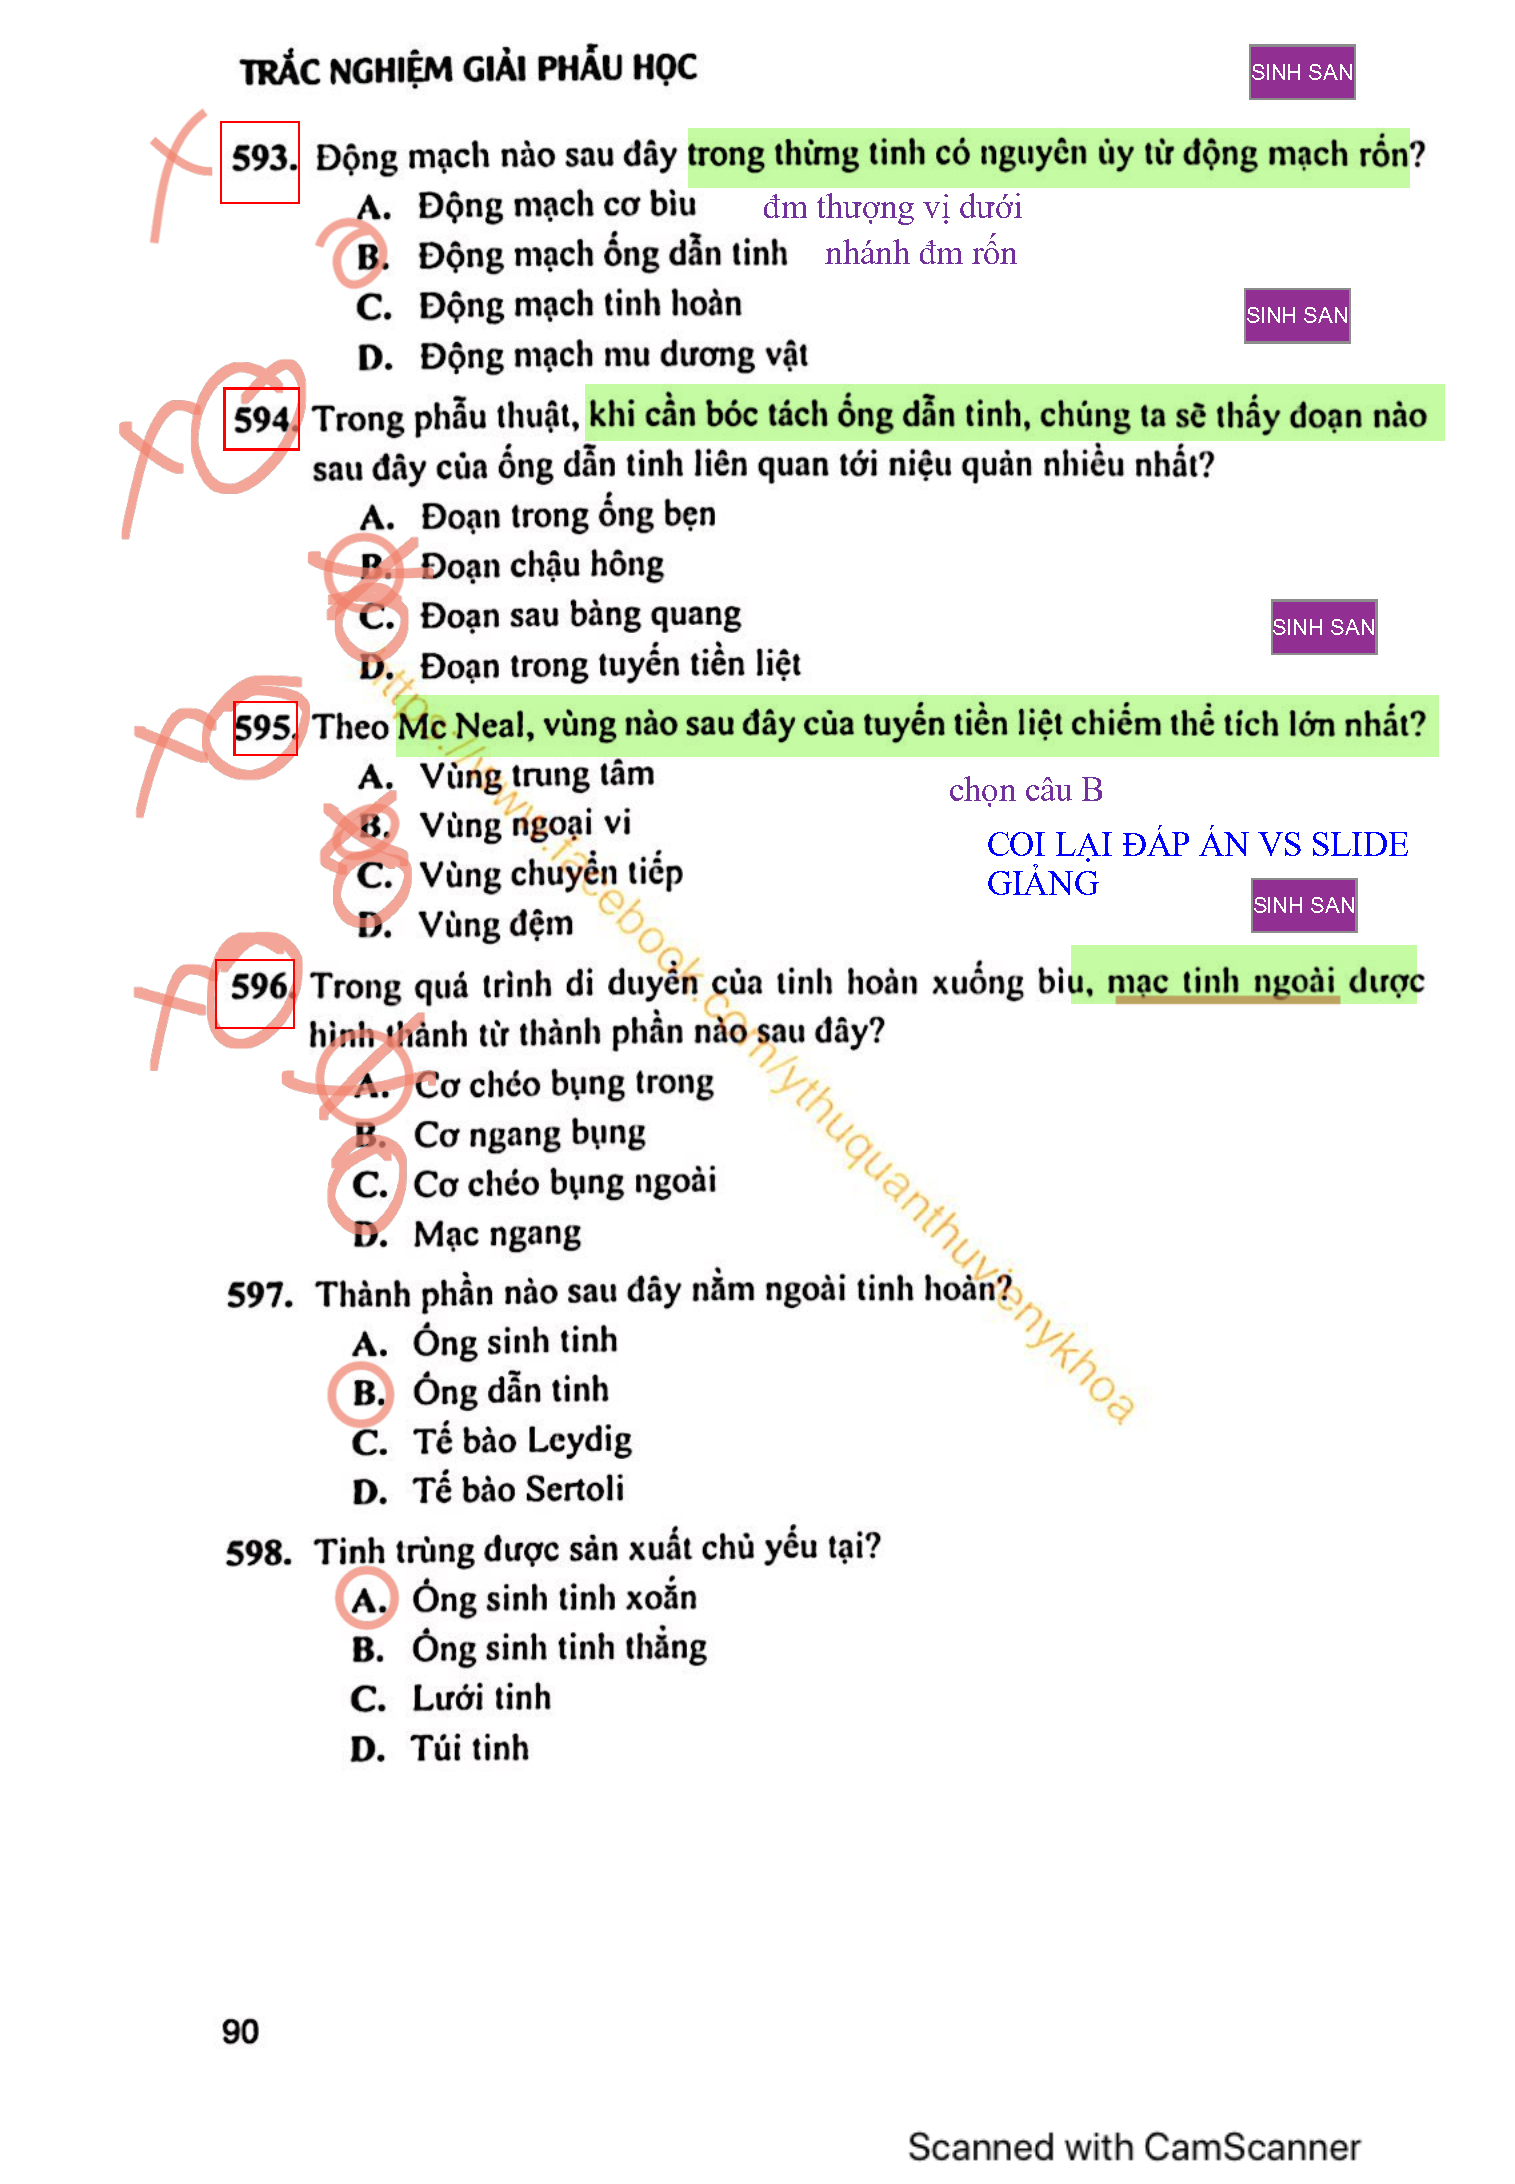 TRẮC NGHIỆM GIẢI PHẪU HỌC
SINH SAN
593. Động mạch nào sau đây trong thừng tinh có nguyên ủy từ động mạch rốn?
A. Động mạch cơ bìu đm thượng vị dưới
B. Động mạch ống dẫn tinh nhánh đm rốn
C. Động mạch tinh hoàn
SINH SAN
D. Động mạch mu dương vật
594. Trong phẫu thuật, khi cần bóc tách ống dẫn tinh, chúng ta sẽ thấy đoạn nào
sau đây của ống dẫn tinh liên quan tới niệu quản nhiều nhất?
A. Đoạn trong ống bẹn
B. Đoạn chậu hông
C. Đoạn sau bàng quang
SINH SAN
D. Đoạn trong tuyến tiền liệt
595. Theo Mc Neal, vùng nào sau đây của tuyến tiền liệt chiếm thể tích lớn nhất?
A. Vùng trung tâm
chọn câu B
B. Vùng ngoại vi
COI LẠI ĐÁP ÁN VS SLIDE
GIẢNG
C. Vùng chuyển tiếp
SINH SAN
D. Vùng đệm
596. Trong quá trình di duyển của tinh hoàn xuống bìu, mạc tinh ngoài được
hình thành từ thành phần nào sau đây?
A. Cơ chéo bụng trong
B. Cơ ngang bụng
C. Cơ chéo bụng ngoài
D. Mạc ngang
597. Thành phần nào sau đây nằm ngoài tinh hoàn?
A. Ống sinh tinh
B. Ống dẫn tinh
C. Tế bào Leydig
D. Tế bào Sertoli
598. Tinh trùng được sản xuất chủ yếu tại?
A. Ống sinh tinh xoắn
B. Ống sinh tinh thẳng
C. Lưới tinh
D. Túi tinh
https://www.facebook.com/ythuquanthuvienykhoa
90
Scanned with CamScanner